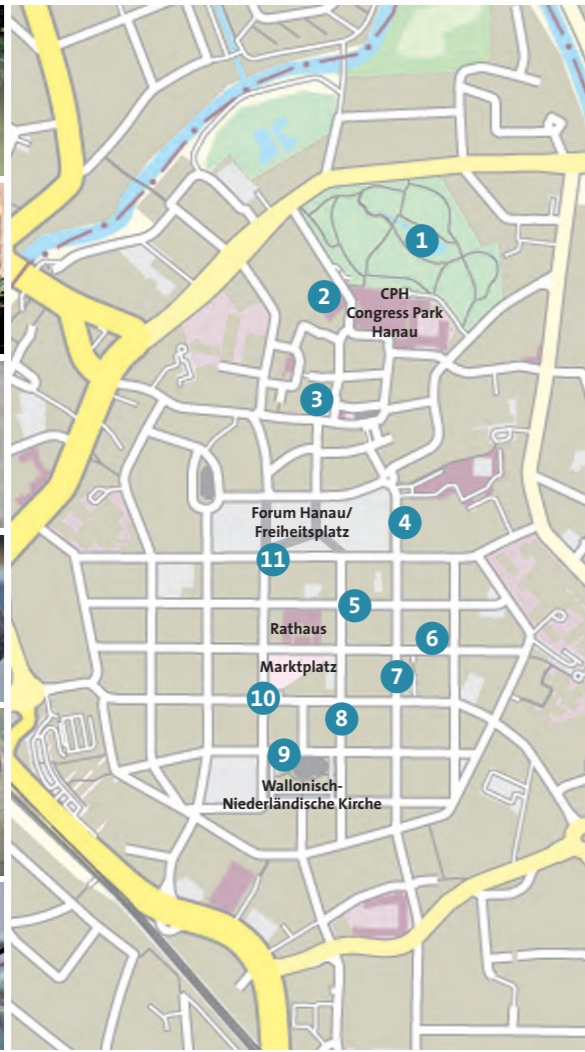 1
2
CPH
Congress Park
Hanau
3
Forum Hanau/
Freiheitsplatz
4
11
5
Rathaus
6
Marktplatz
7
10
8
9
Wallonisch-
Niederländische Kirche